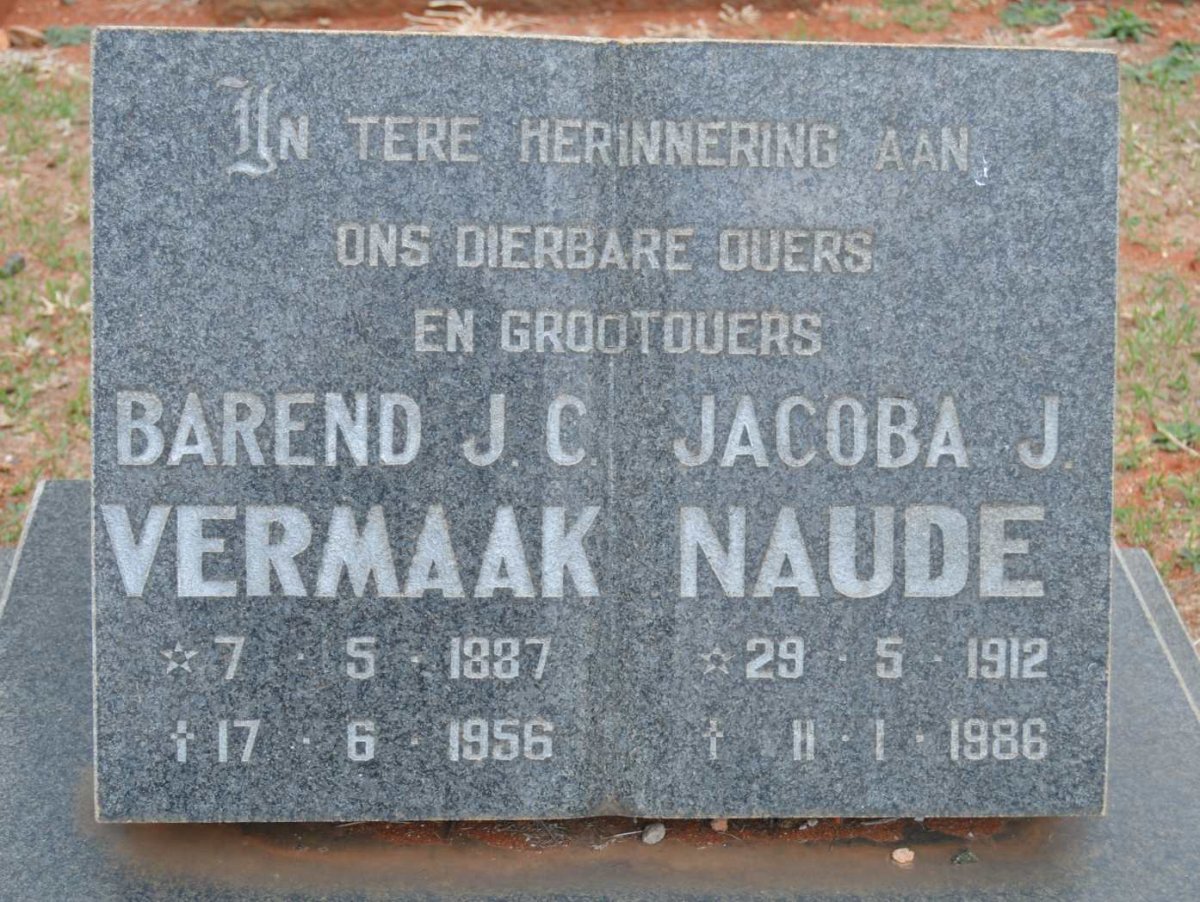 IN TERE HERINNERING AAN
ONS DIERBARE OUERS
EN GROOTOUERS
BAREND J. C.
VERMAAK
☆ 7 · 5 · 1887
† 17 · 6 · 1956
JACOBA J.
NAUDE
☆ 29 · 5 · 1912
† 11 · 1 · 1986